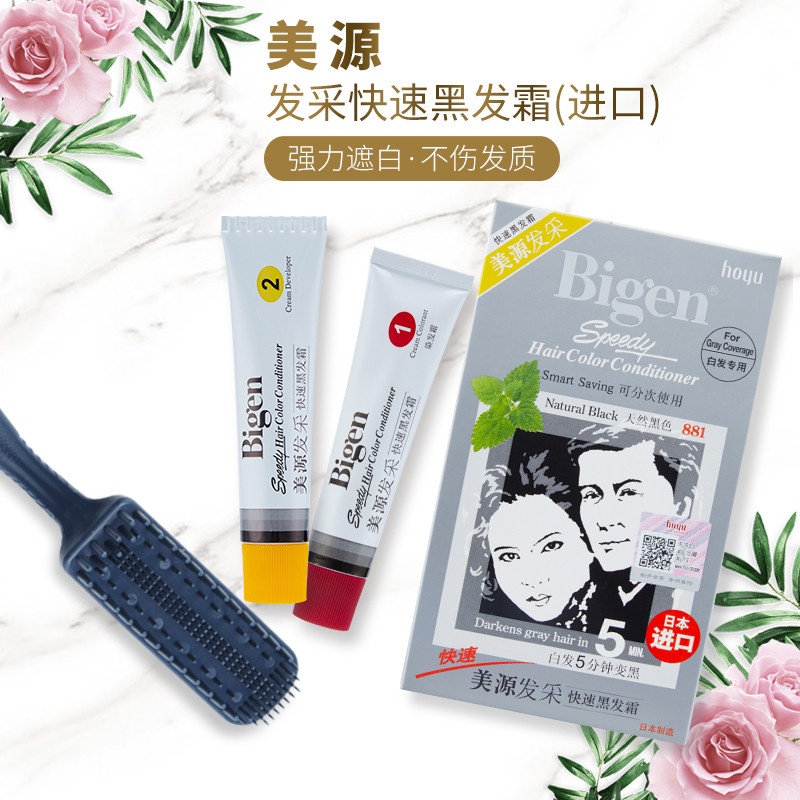 美源
发采快速黑发霜(进口)
强力遮白·不伤发质
2
Cream Developer
Bigen
Speedy Hair Color Conditioner
美源发采 快速黑发霜
1
Cream Colorant
染发霜
Bigen
Speedy Hair Color Conditioner
美源发采 快速黑发霜
快速黑发霜
美源发采
hoyu
Bigen®
Speedy
Hair Color Conditioner
For
Gray Coverage
白发专用
Smart Saving 可分次使用
Natural Black 天然黑色 881
hoyu
Darkens gray hair in 5 MIN.
白发5分钟变黑
日本
进口
快速
美源发采 快速黑发霜
日本制造